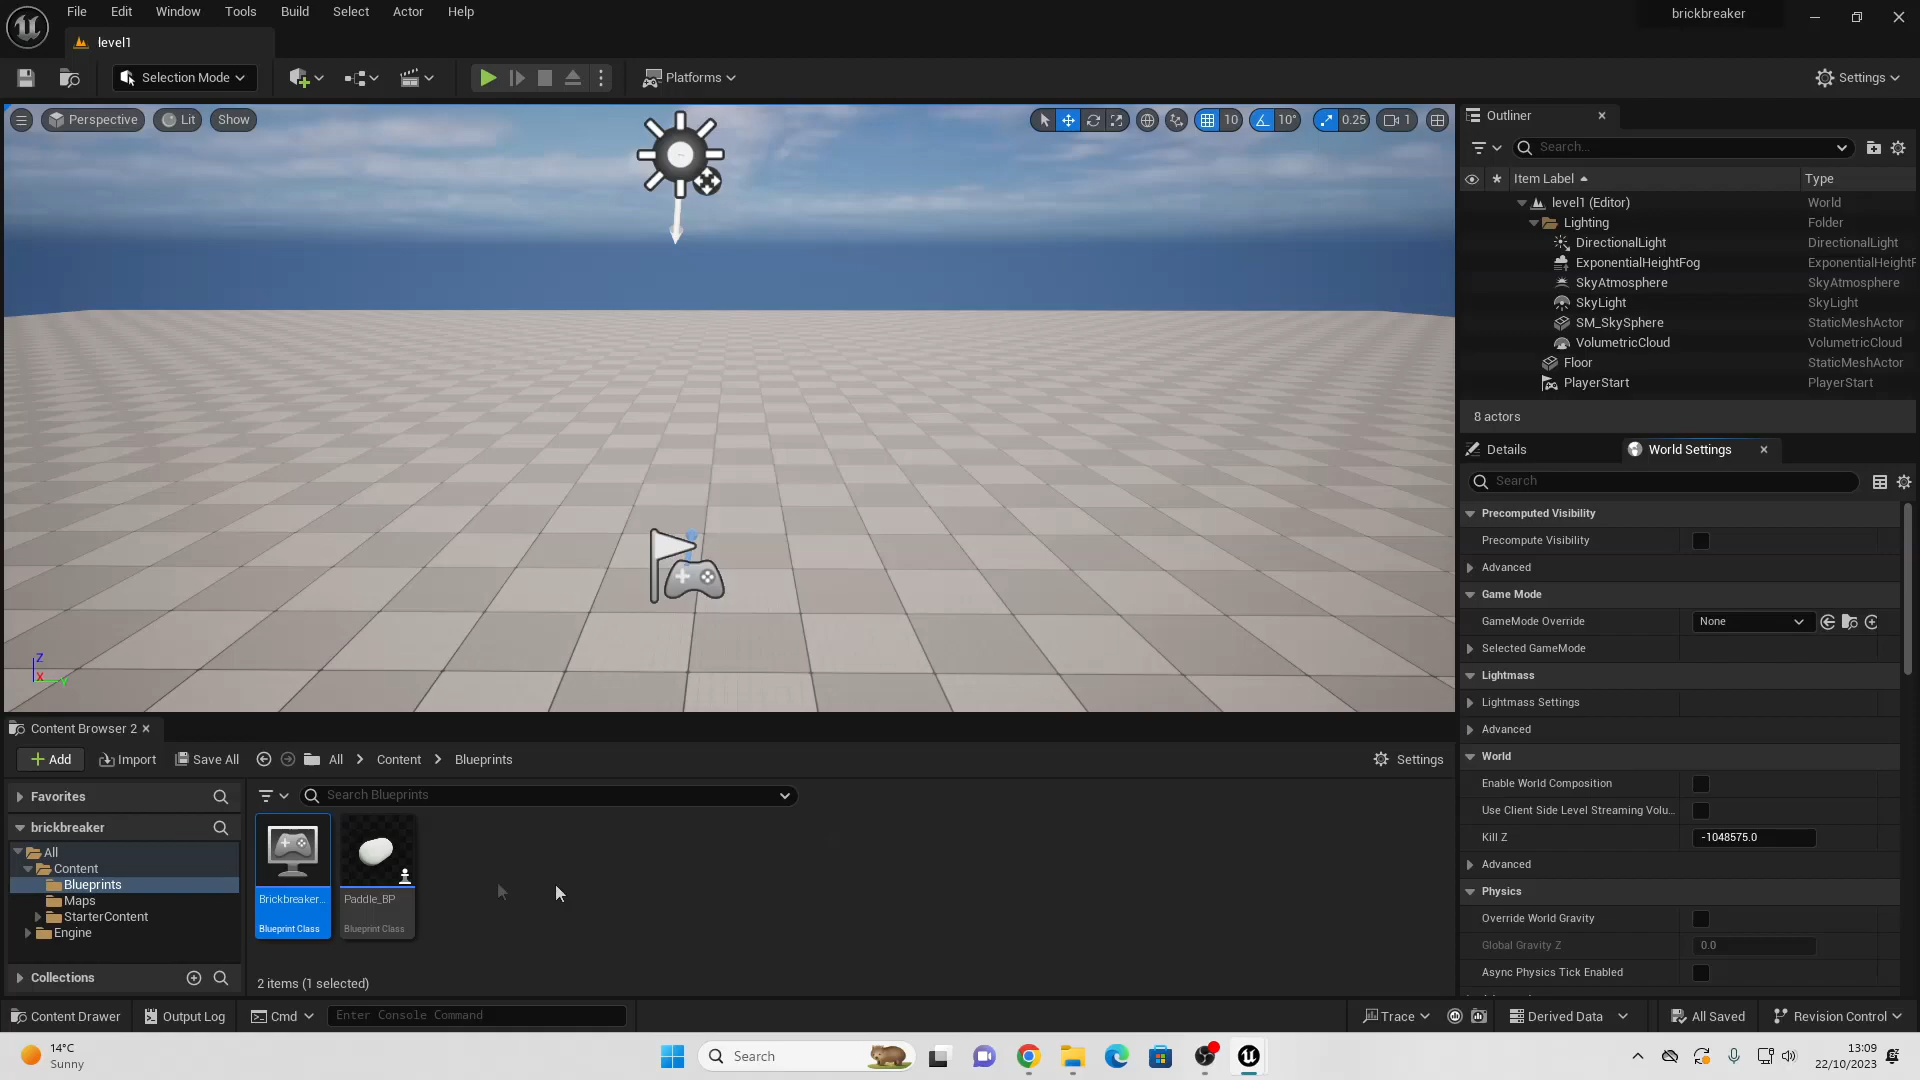 File Edit Window Tools Build Select Actor Help
brickbreaker
level1
Selection Mode
Platforms
Settings
Perspective Lit Show
10 10° 0.25 1
Outliner
Search...
Item Label Type
level1 (Editor) World
Lighting Folder
DirectionalLight DirectionalLight
ExponentialHeightFog ExponentialHeightF
SkyAtmosphere SkyAtmosphere
SkyLight SkyLight
SM_SkySphere StaticMeshActor
VolumetricCloud VolumetricCloud
Floor StaticMeshActor
PlayerStart PlayerStart
8 actors
Details World Settings
Search
Precomputed Visibility
Precompute Visibility
Advanced
Game Mode
GameMode Override None
Selected GameMode
Lightmass
Lightmass Settings
Advanced
World
Enable World Composition
Use Client Side Level Streaming Volu...
Kill Z -1048575.0
Advanced
Physics
Override World Gravity
Global Gravity Z 0.0
Async Physics Tick Enabled
Z
X
Y
Content Browser 2
Add Import Save All All Content Blueprints Settings
Favorites
Search Blueprints
brickbreaker
All
Content
Blueprints
Maps
StarterContent
Engine
Collections
Brickbreaker...
Blueprint Class
Paddle_BP
Blueprint Class
2 items (1 selected)
Content Drawer Output Log Cmd Enter Console Command Trace Derived Data All Saved Revision Control
14°C
Sunny
Search
13:09
22/10/2023